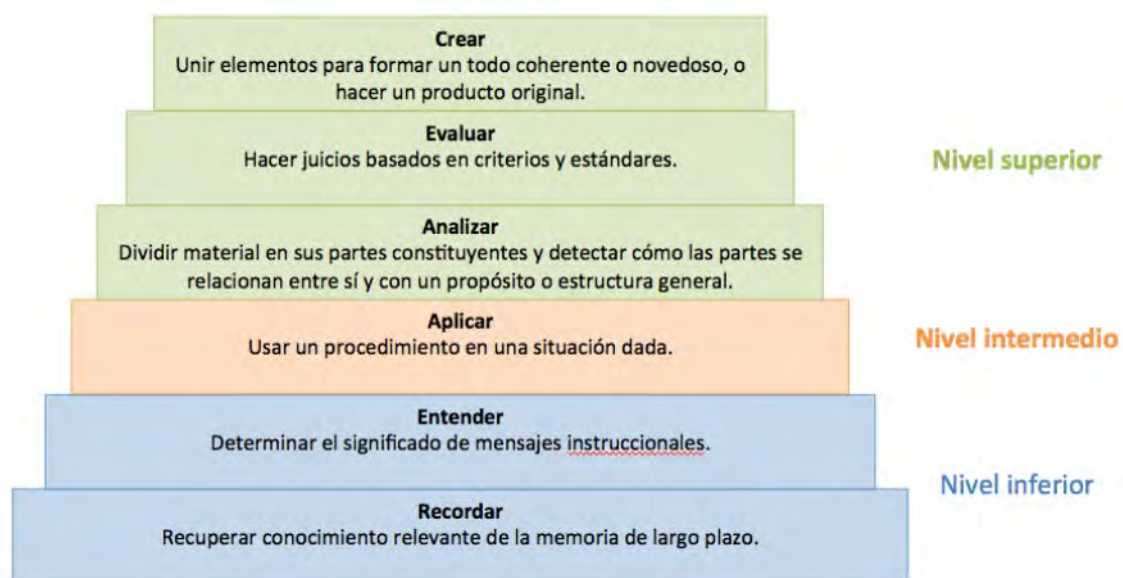 Crear
Unir elementos para formar un todo coherente o novedoso, o
hacer un producto original.
Evaluar
Hacer juicios basados en criterios y estándares.
Nivel superior
Analizar
Dividir material en sus partes constituyentes y detectar cómo las partes se
relacionan entre sí y con un propósito o estructura general.
Aplicar
Usar un procedimiento en una situación dada.
Nivel intermedio
Entender
Determinar el significado de mensajes instruccionales.
Nivel inferior
Recordar
Recuperar conocimiento relevante de la memoria de largo plazo.